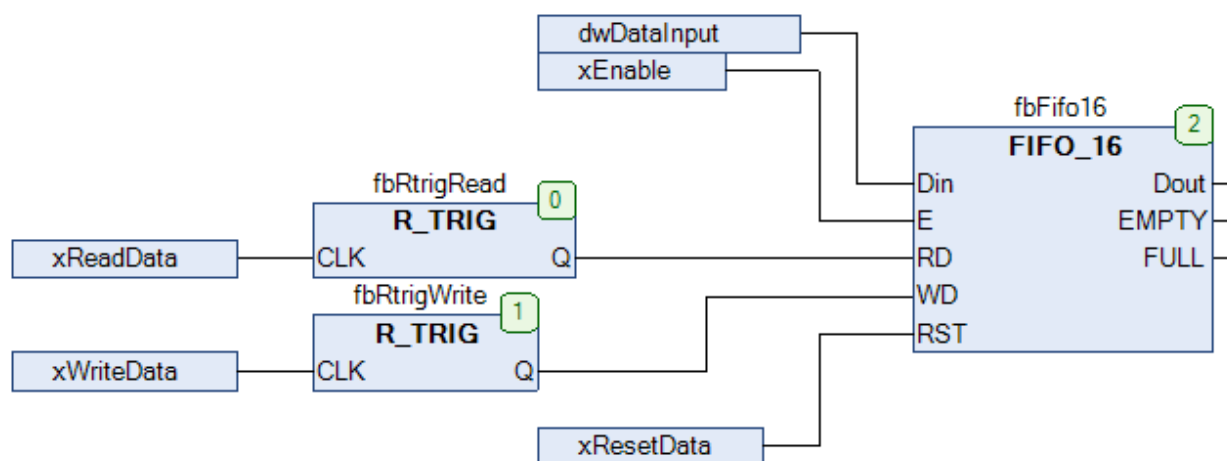 dwDataInput
xEnable
fbFifo16
2
FIFO_16
Din Dout
E EMPTY
RD FULL
WD
RST
fbRtrigRead
0
R_TRIG
xReadData
CLK Q
fbRtrigWrite
1
R_TRIG
xWriteData
CLK Q
xResetData